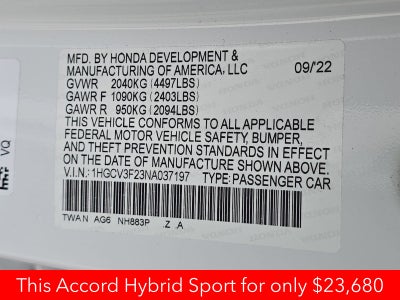 MFD. BY HONDA DEVELOPMENT &
MANUFACTURING OF AMERICA, LLC 09/'22
GVWR 2040KG (4497LBS)
GAWR F 1090KG (2403LBS)
GAWR R 950KG (2094LBS)
THIS VEHICLE CONFORMS TO ALL APPLICABLE
FEDERAL MOTOR VEHICLE SAFETY, BUMPER,
AND THEFT PREVENTION STANDARDS IN EFFECT
ON THE DATE OF MANUFACTURE SHOWN ABOVE.
V.I.N.: 1HGCV3F23NA037197 TYPE: PASSENGER CAR
TWA N AG6 NH883P Z A
VQ
This Accord Hybrid Sport for only $23,680